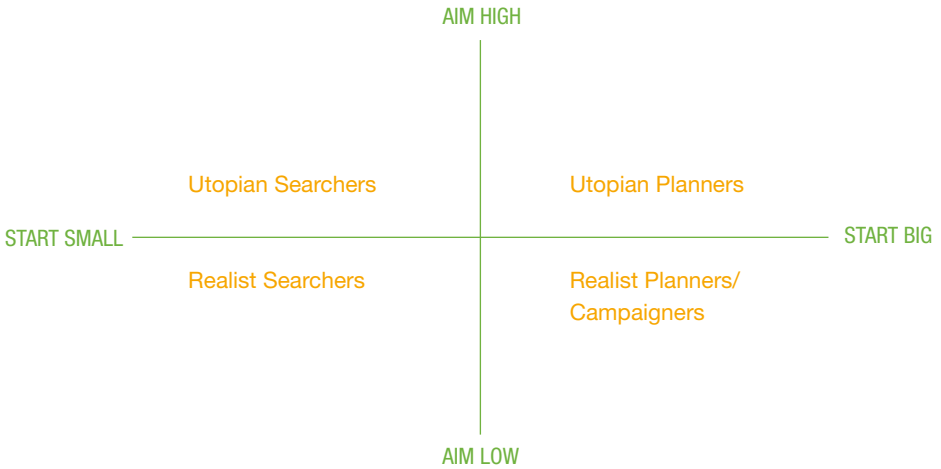 AIM HIGH
Utopian Searchers
Utopian Planners
START SMALL
START BIG
Realist Searchers
Realist Planners/
Campaigners
AIM LOW